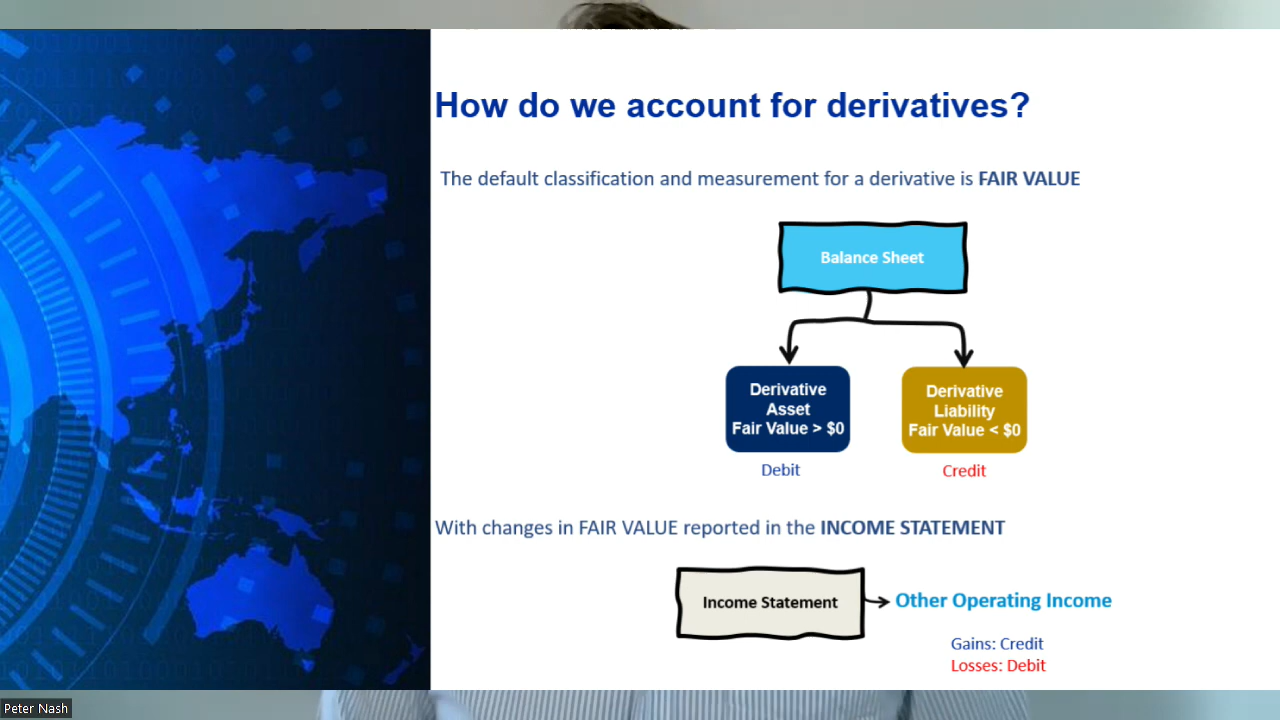 How do we account for derivatives?
The default classification and measurement for a derivative is FAIR VALUE
Balance Sheet
Derivative
Asset
Fair Value > $0
Derivative
Liability
Fair Value < $0
Debit
Credit
With changes in FAIR VALUE reported in the INCOME STATEMENT
Income Statement
Other Operating Income
Gains: Credit
Losses: Debit
Peter Nash